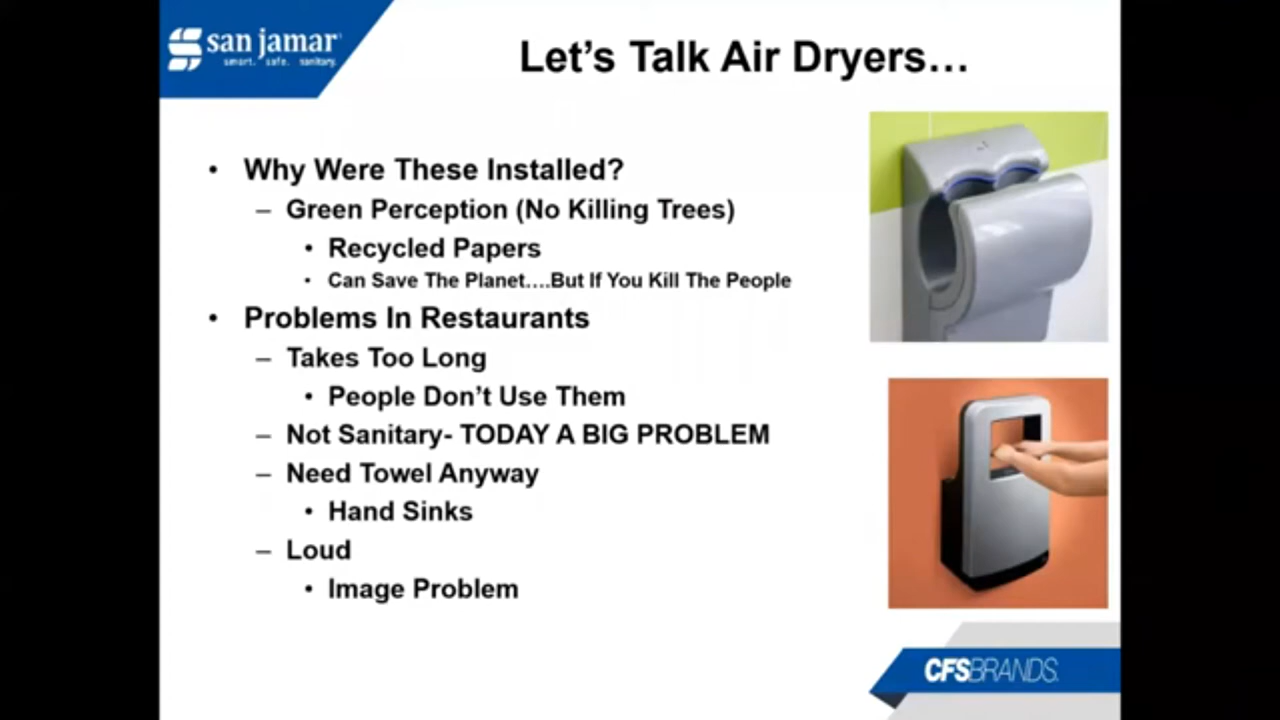 san jamar
smart. safe. sanitary.
Let's Talk Air Dryers…
• Why Were These Installed?
– Green Perception (No Killing Trees)
• Recycled Papers
• Can Save The Planet….But If You Kill The People
• Problems In Restaurants
– Takes Too Long
• People Don't Use Them
– Not Sanitary- TODAY A BIG PROBLEM
– Need Towel Anyway
• Hand Sinks
– Loud
• Image Problem
CFSBRANDS.